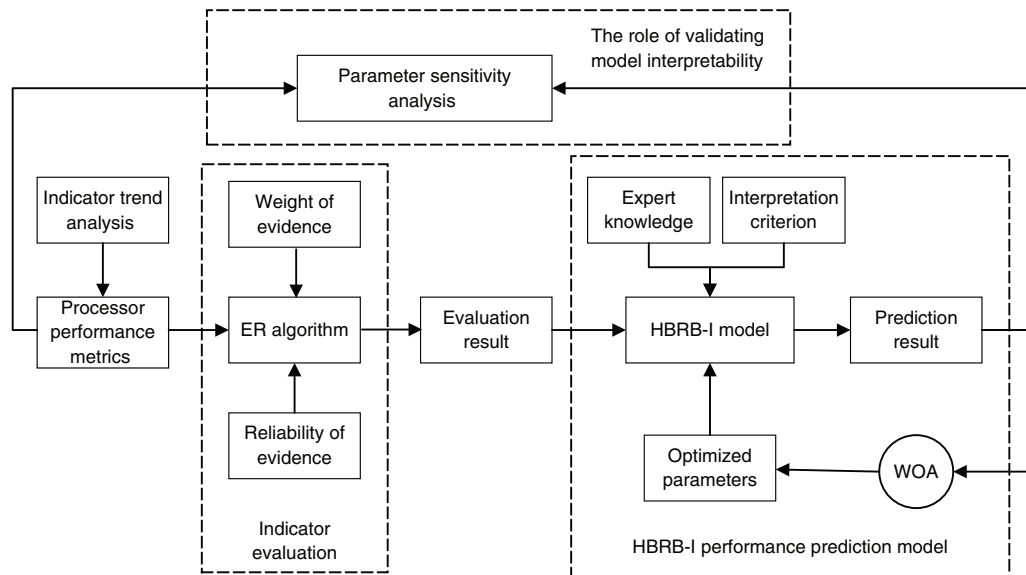 The role of validating
model interpretability
Parameter sensitivity
analysis
Indicator trend
analysis
Weight of
evidence
Expert
knowledge
Interpretation
criterion
Processor
performance
metrics
ER algorithm
Evaluation
result
HBRB-I model
Prediction
result
Reliability of
evidence
Optimized
parameters
WOA
Indicator
evaluation
HBRB-I performance prediction model